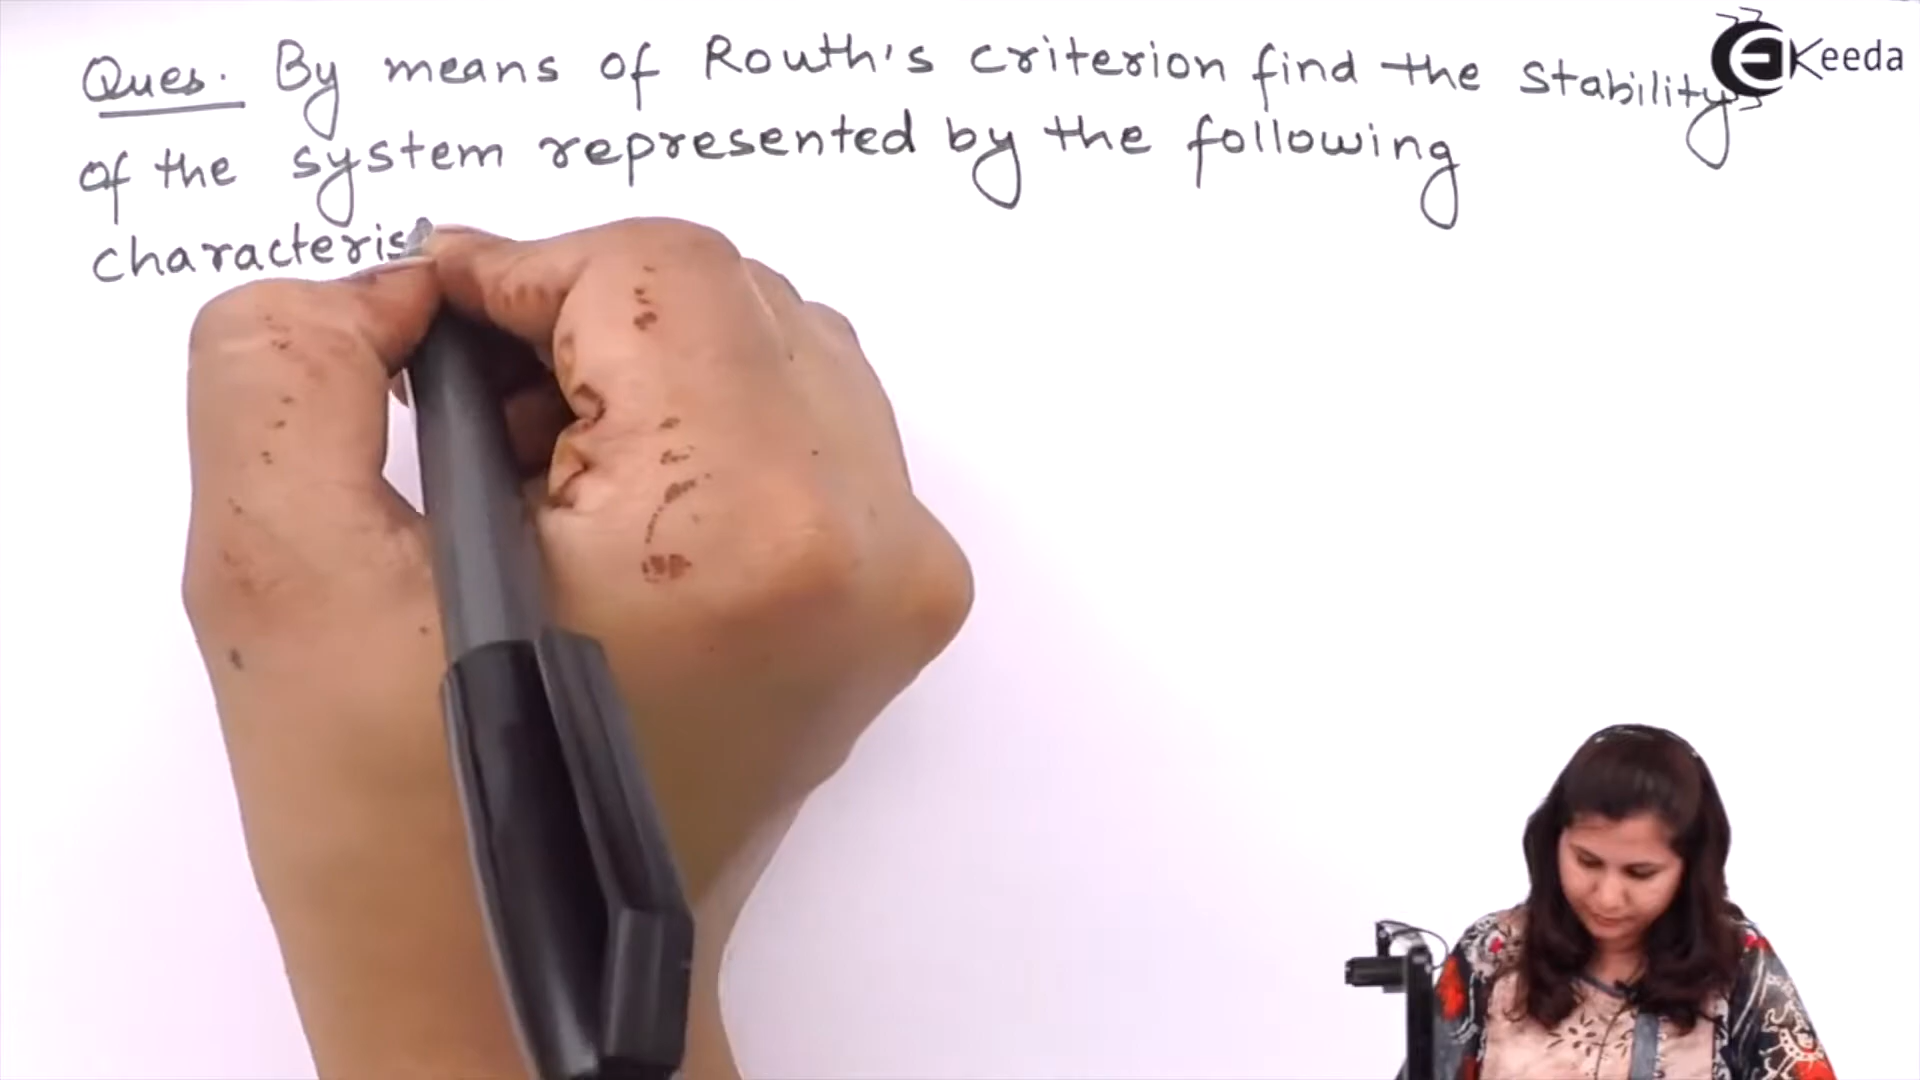 Ques. By means of Routh's criterion find the stability
of the system represented by the following
characteris
EKeeda